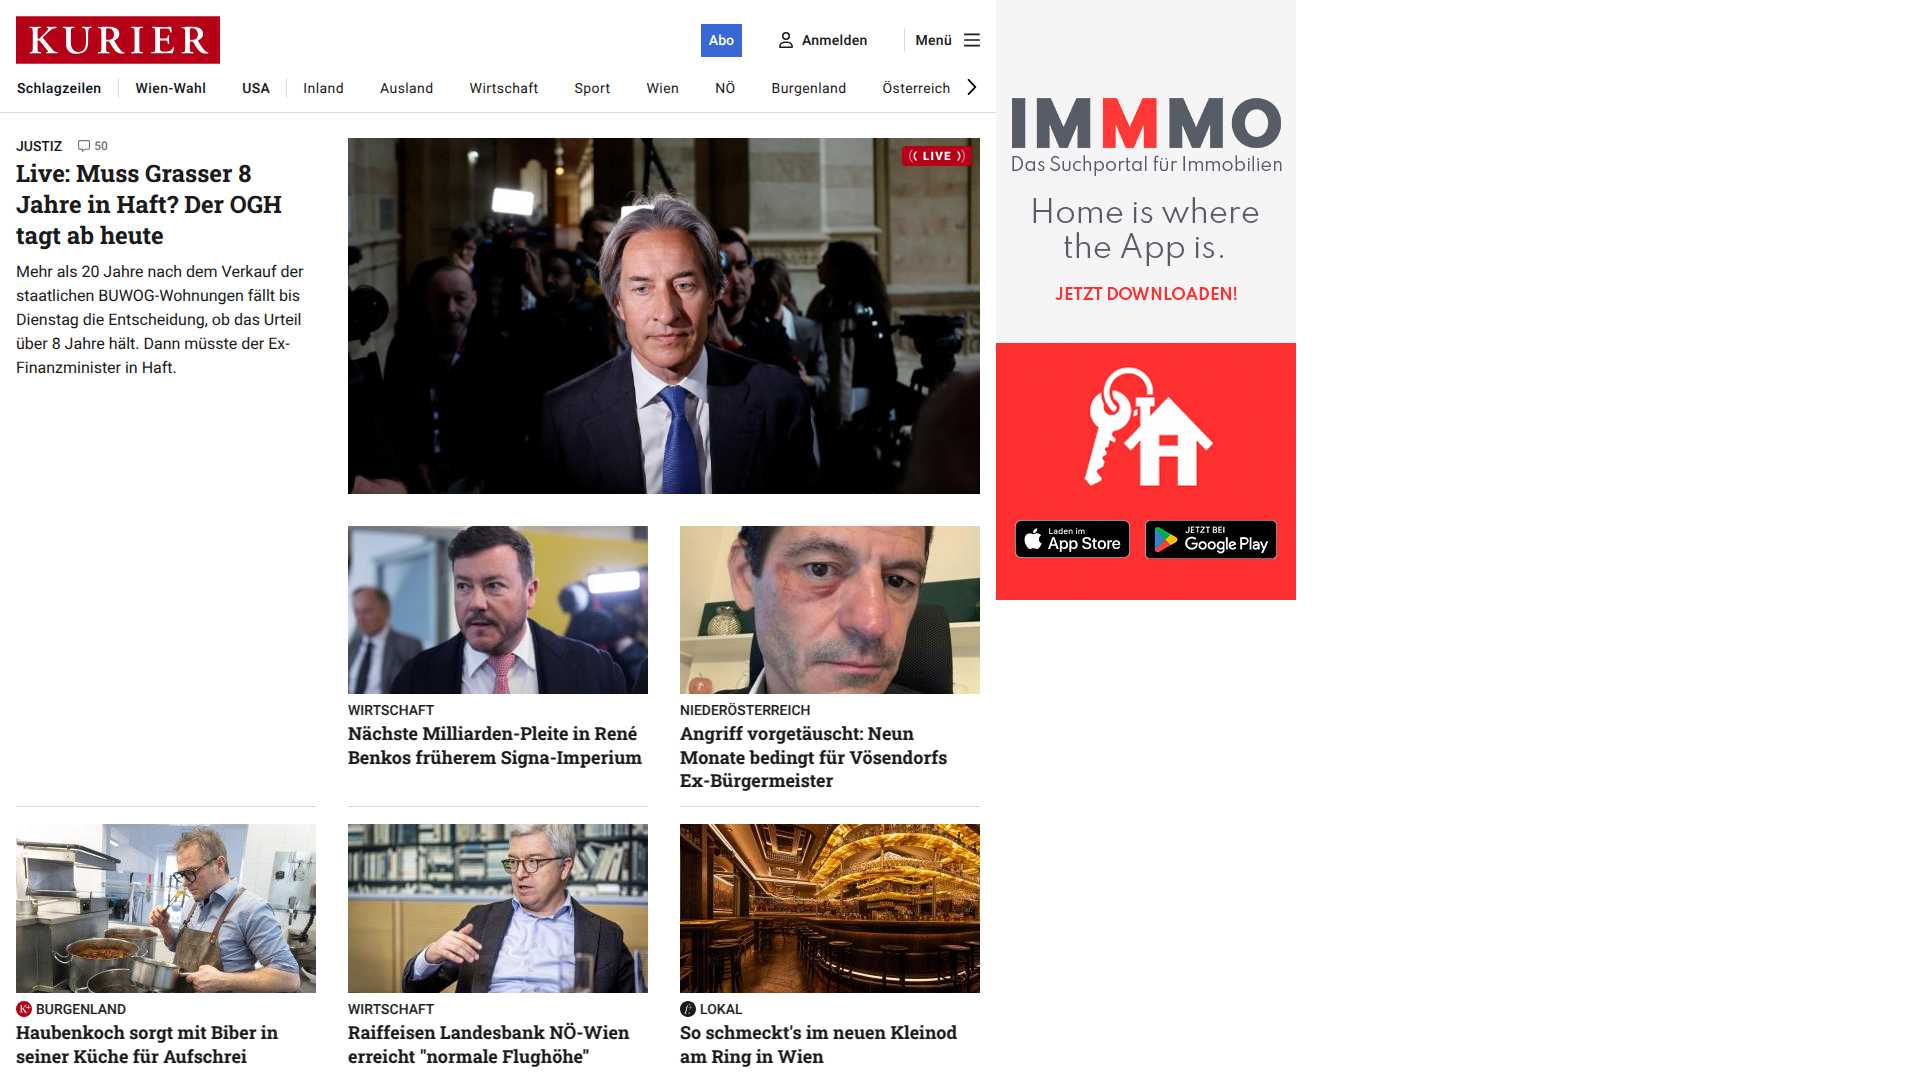 KURIER
Abo
Anmelden
Menü
Schlagzeilen
Wien-Wahl
USA
Inland
Ausland
Wirtschaft
Sport
Wien
NÖ
Burgenland
Österreich
JUSTIZ
50
Live: Muss Grasser 8
Jahre in Haft? Der OGH
tagt ab heute
Mehr als 20 Jahre nach dem Verkauf der
staatlichen BUWOG-Wohnungen fällt bis
Dienstag die Entscheidung, ob das Urteil
über 8 Jahre hält. Dann müsste der Ex-
Finanzminister in Haft.
LIVE
WIRTSCHAFT
Nächste Milliarden-Pleite in René
Benkos früherem Signa-Imperium
NIEDERÖSTERREICH
Angriff vorgetäuscht: Neun
Monate bedingt für Vösendorfs
Ex-Bürgermeister
BURGENLAND
Haubenkoch sorgt mit Biber in
seiner Küche für Aufschrei
WIRTSCHAFT
Raiffeisen Landesbank NÖ-Wien
erreicht "normale Flughöhe"
LOKAL
So schmeckt's im neuen Kleinod
am Ring in Wien
IMMMO
Das Suchportal für Immobilien
Home is where
the App is.
JETZT DOWNLOADEN!
Laden im
App Store
JETZT BEI
Google Play